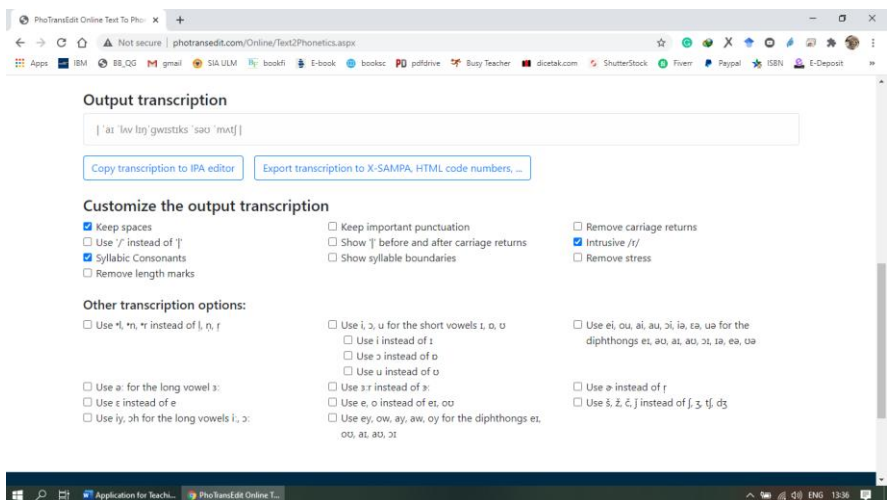 PhoTransEdit Online Text To Pho
Not secure | photransedit.com/Online/Text2Phonetics.aspx
Apps IBM BB_QG gmail SIA ULM bookfi E-book booksc pdfdrive Busy Teacher dicetak.com ShutterStock Fiverr Paypal ISBN E-Deposit »
Output transcription
| ˈaɪ ˈlʌv lɪŋˈgwɪstɪks ˈsəʊ ˈmʌtʃ |
Copy transcription to IPA editor Export transcription to X-SAMPA, HTML code numbers, ...
Customize the output transcription
Keep spaces Keep important punctuation Remove carriage returns
Use '/' instead of '|' Show '|' before and after carriage returns Intrusive /r/
Syllabic Consonants Show syllable boundaries Remove stress
Remove length marks
Other transcription options:
Use ᵊl, ᵊn, ᵊr instead of l̩, n̩, r̩ Use i, ɔ, u for the short vowels ɪ, ɒ, ʊ Use ei, ou, ai, au, ɔi, iə, ɛə, uə for the
Use i instead of ɪ diphthongs eɪ, əʊ, aɪ, aʊ, ɔɪ, ɪə, eə, ʊə
Use ɔ instead of ɒ
Use u instead of ʊ
Use əː for the long vowel ɜː Use ɜːr instead of ɝː Use ɚ instead of r̩
Use ɛ instead of e Use e, o instead of eɪ, oʊ Use š, ž, č, ǰ instead of ʃ, ʒ, tʃ, dʒ
Use iy, ɔh for the long vowels iː, ɔː Use ey, ow, ay, aw, oy for the diphthongs eɪ,
oʊ, aɪ, aʊ, ɔɪ
Application for Teachi... PhoTransEdit Online T... ENG 13:36